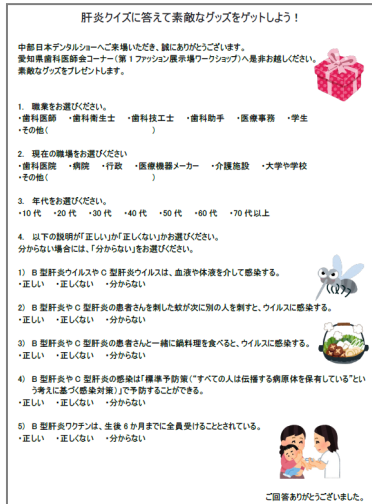 肝炎クイズに答えて素敵なグッズをゲットしよう！
中部日本デンタルショーへご来場いただき、誠にありがとうございます。
愛知県歯科医師会コーナー（第１ファッション展示場ワークショップ）へ是非お越しください。
素敵なグッズをプレゼントします。
1. 職業をお選びください。
・歯科医師 ・歯科衛生士 ・歯科技工士 ・歯科助手 ・医療事務 ・学生
・その他（ ）
2. 現在の職場をお選びください
・歯科医院 ・病院 ・行政 ・医療機器メーカー ・介護施設 ・大学や学校
・その他（ ）
3. 年代をお選びください。
・10 代 ・20 代 ・30 代 ・40 代 ・50 代 ・60 代 ・70 代以上
4. 以下の説明が「正しい」か「正しくない」かお選びください。
分からない場合には、「分からない」をお選びください。
1） B 型肝炎ウイルスや C 型肝炎ウイルスは、血液や体液を介して感染する。
・正しい ・正しくない ・分からない
2） B 型肝炎や C 型肝炎の患者さんを刺した蚊が次に別の人を刺すと、ウイルスに感染する。
・正しい ・正しくない ・分からない
3） B 型肝炎や C 型肝炎の患者さんと一緒に鍋料理を食べると、ウイルスに感染する。
・正しい ・正しくない ・分からない
4） B 型肝炎や C 型肝炎の感染は「標準予防策（“すべての人は伝播する病原体を保有している”とい
う考えに基づく感染対策）」で予防することができる。
・正しい ・正しくない ・分からない
5） B 型肝炎ワクチンは、生後 6 か月までに全員受けることとされている。
・正しい ・正しくない ・分からない
ご回答ありがとうございました。